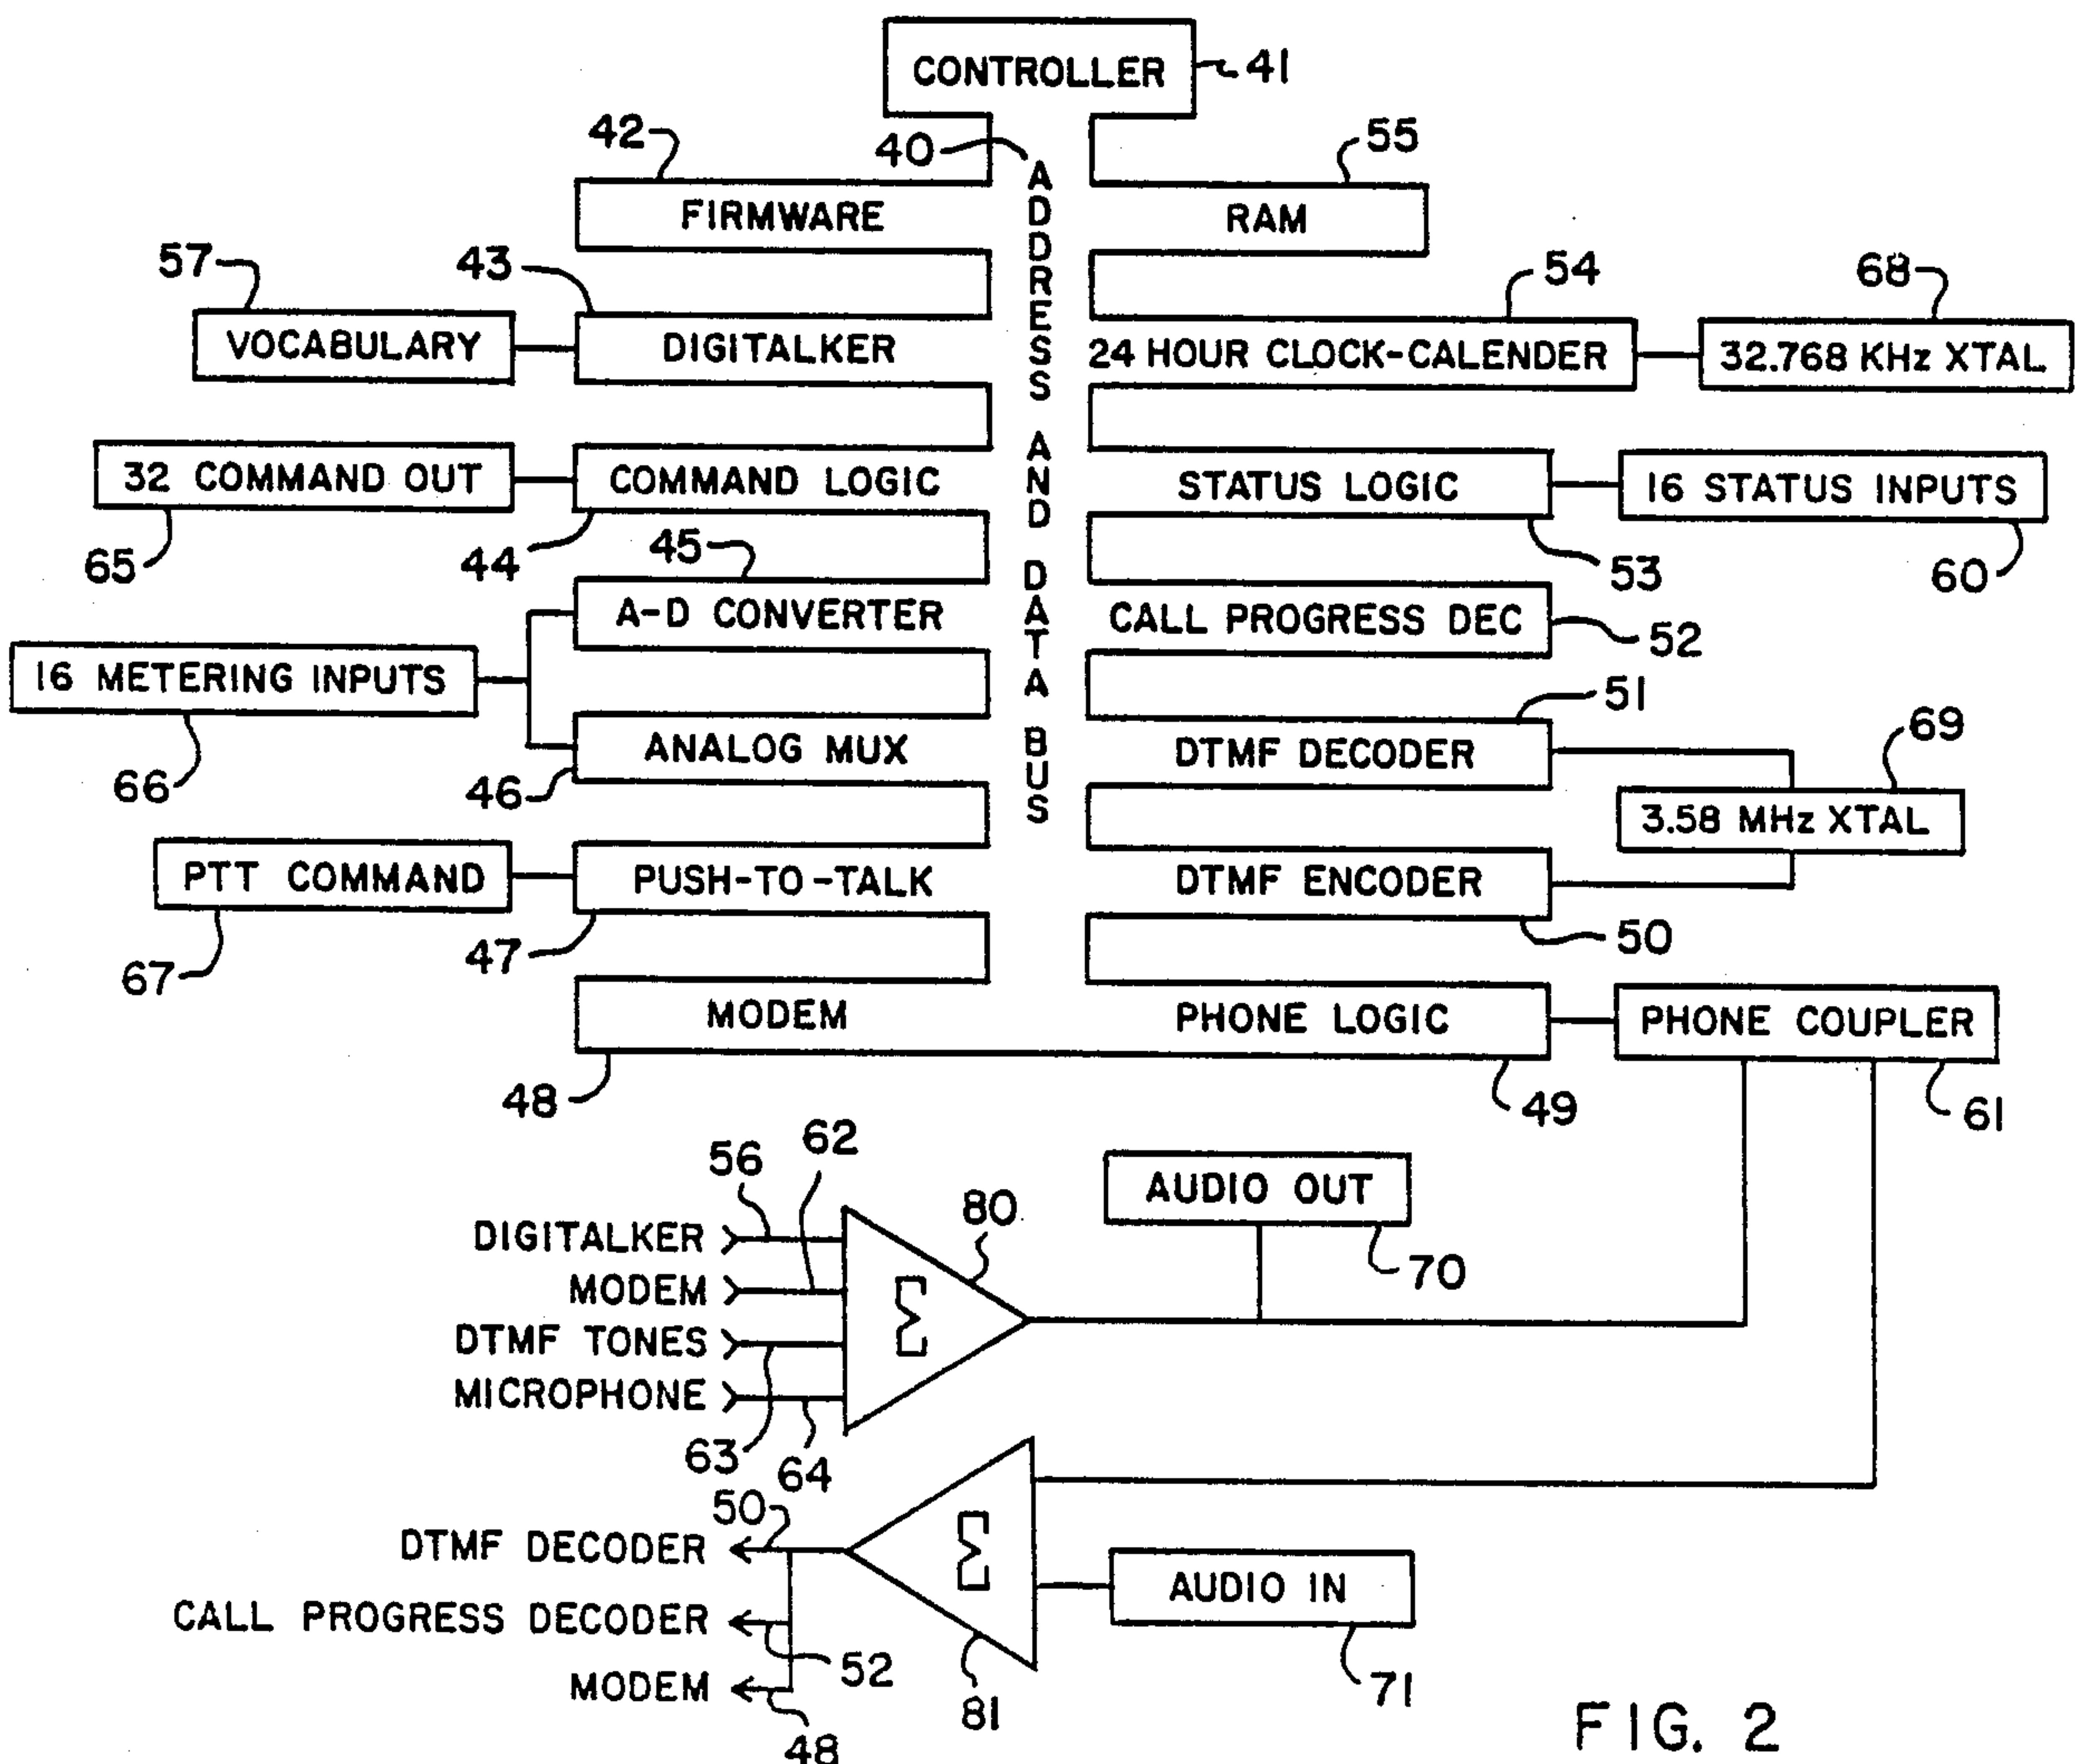 CONTROLLER 41
42 40 55
FIRMWARE RAM
ADDRESS AND DATA BUS
57 43 54 68
VOCABULARY DIGITALKER 24 HOUR CLOCK-CALENDER 32.768 KHz XTAL
32 COMMAND OUT COMMAND LOGIC STATUS LOGIC 16 STATUS INPUTS
65 44 45 53 60
A-D CONVERTER CALL PROGRESS DEC 52
16 METERING INPUTS
51 69
66 46 ANALOG MUX DTMF DECODER
3.58 MHz XTAL
PTT COMMAND PUSH-TO-TALK DTMF ENCODER
67 47 50
MODEM PHONE LOGIC PHONE COUPLER
48 49 61
56 62 80 AUDIO OUT
70
DIGITALKER
MODEM
DTMF TONES
MICROPHONE
Σ
63 64
50
DTMF DECODER
CALL PROGRESS DECODER
52
MODEM
48
Σ
81
AUDIO IN
71
FIG. 2